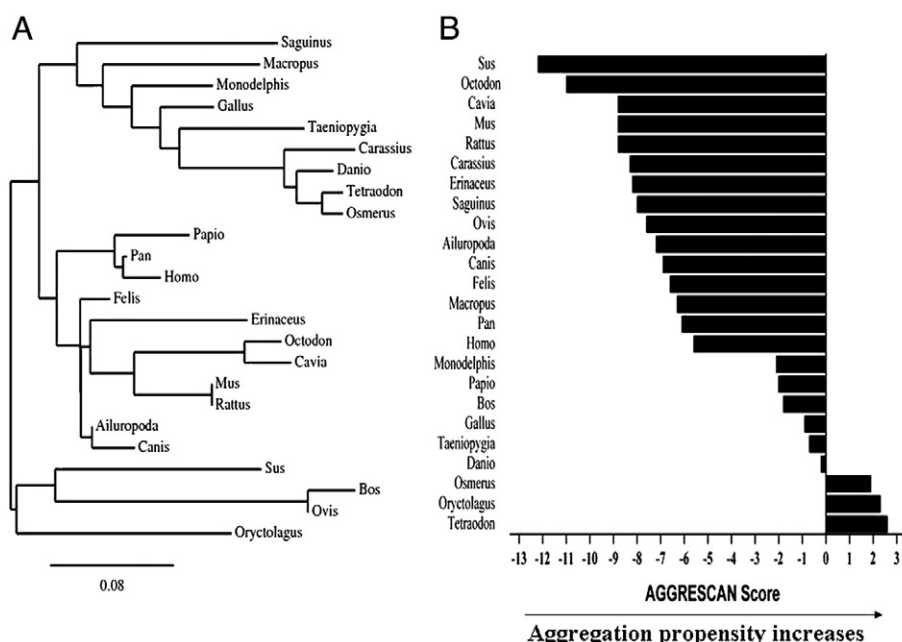 A
Saguinus
Macropus
Monodelphis
Gallus
Taeniopygia
Carassius
Danio
Tetraodon
Osmerus
Papio
Pan
Homo
Felis
Erinaceus
Octodon
Cavia
Mus
Rattus
Ailuropoda
Canis
Sus
Bos
Ovis
Oryctolagus
0.08
B
Sus
Octodon
Cavia
Mus
Rattus
Carassius
Erinaceus
Saguinus
Ovis
Ailuropoda
Canis
Felis
Macropus
Pan
Homo
Monodelphis
Papio
Bos
Gallus
Taeniopygia
Danio
Osmerus
Oryctolagus
Tetraodon
-13 -12 -11 -10 -9 -8 -7 -6 -5 -4 -3 -2 -1 0 1 2 3
AGGRESCAN Score
Aggregation propensity increases